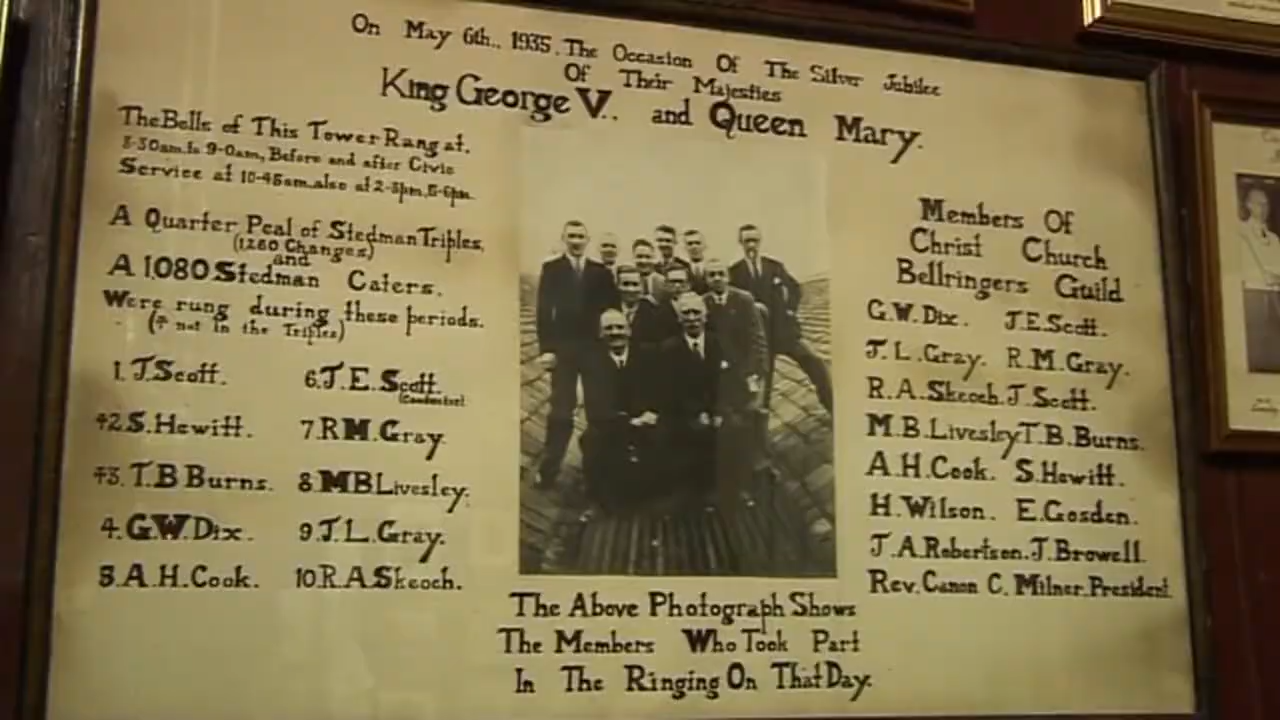 On May 6th., 1935. The Occasion Of The Silver Jubilee
Of Their Majesties
King George V.. and Queen Mary.
The Bells of This Tower Rang at.
8-30am. to 9-0am, Before and after Civic
Service at 10-45am. also at 2-3pm, 5-6pm.
A Quarter Peal of Stedman Triples,
(1260 Changes)
and
A 1080 Stedman Caters.
Were rung during these periods.
(+ not in the Triples)
1. J. Scott.
+2 S. Hewitt.
+3. T. B Burns.
4. G.W. Dix.
5. A. H. Cook.
6. J. E. Scott.
(Conductor)
7. R M. Gray
8 M B Livesley.
9. J. L. Gray.
10 R A Skeoch.
The Above Photograph Shows
The Members Who Took Part
In The Ringing On That Day.
Members Of
Christ Church
Bellringers Guild
G. W. Dix. J. E. Scott.
J. L. Gray. R. M. Gray.
R. A. Skeoch. J. Scott.
M. B. Livesley T. B. Burns.
A. H. Cook. S. Hewitt.
H. Wilson. E. Gosden.
J. A. Robertson. J. Browell.
Rev. Canon C. Milner. President.